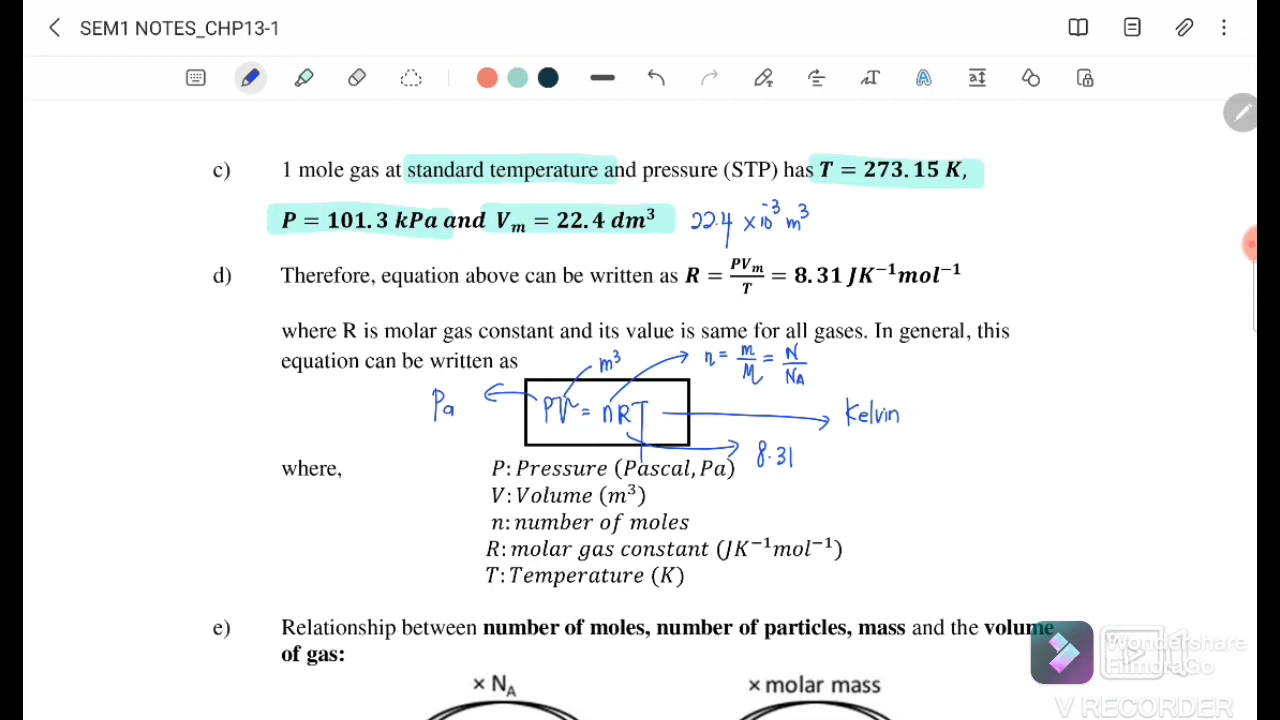 SEM1 NOTES_CHP13-1
c) 1 mole gas at standard temperature and pressure (STP) has T = 273.15 K,
P = 101.3 kPa and Vₘ = 22.4 dm³ 22.4 × 10⁻³ m³
d) Therefore, equation above can be written as R = PVₘ/T = 8.31 JK⁻¹mol⁻¹
where R is molar gas constant and its value is same for all gases. In general, this
equation can be written as
m³
n = m/M = N/N_A
Pa
PV = nRT
Kelvin
8.31
where,
P: Pressure (Pascal, Pa)
V: Volume (m³)
n: number of moles
R: molar gas constant (JK⁻¹mol⁻¹)
T: Temperature (K)
e) Relationship between number of moles, number of particles, mass and the volume
of gas:
× N_A
× molar mass
Wondershare
FilmoraGo
V RECORDER